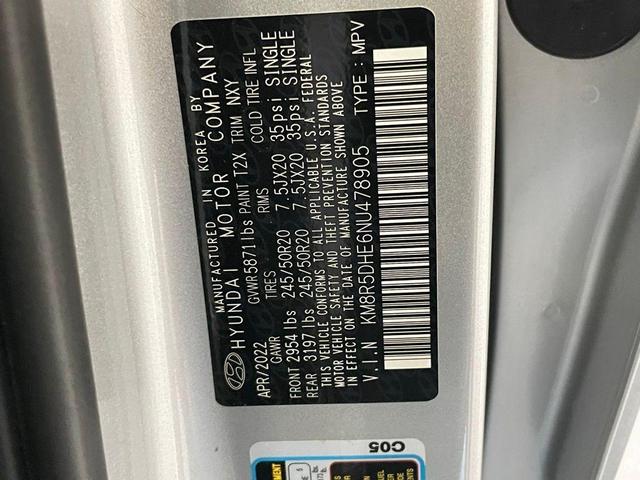 MANUFACTURED IN KOREA BY
HYUNDAI MOTOR COMPANY
APR/2022 GVWR 5871lbs PAINT T2X TRIM NXY
GAWR TIRES RIMS COLD TIRE INFL
FRONT 2954 lbs 245/50R20 7.5JX20 35psi SINGLE
REAR 3197 lbs 245/50R20 7.5JX20 35psi SINGLE
THIS VEHICLE CONFORMS TO ALL APPLICABLE U.S.A. FEDERAL
MOTOR VEHICLE SAFETY AND THEFT PREVENTION STANDARDS
IN EFFECT ON THE DATE OF MANUFACTURE SHOWN ABOVE
V.I.N KM8R5DHE6NU478905 TYPE : MPV
C05